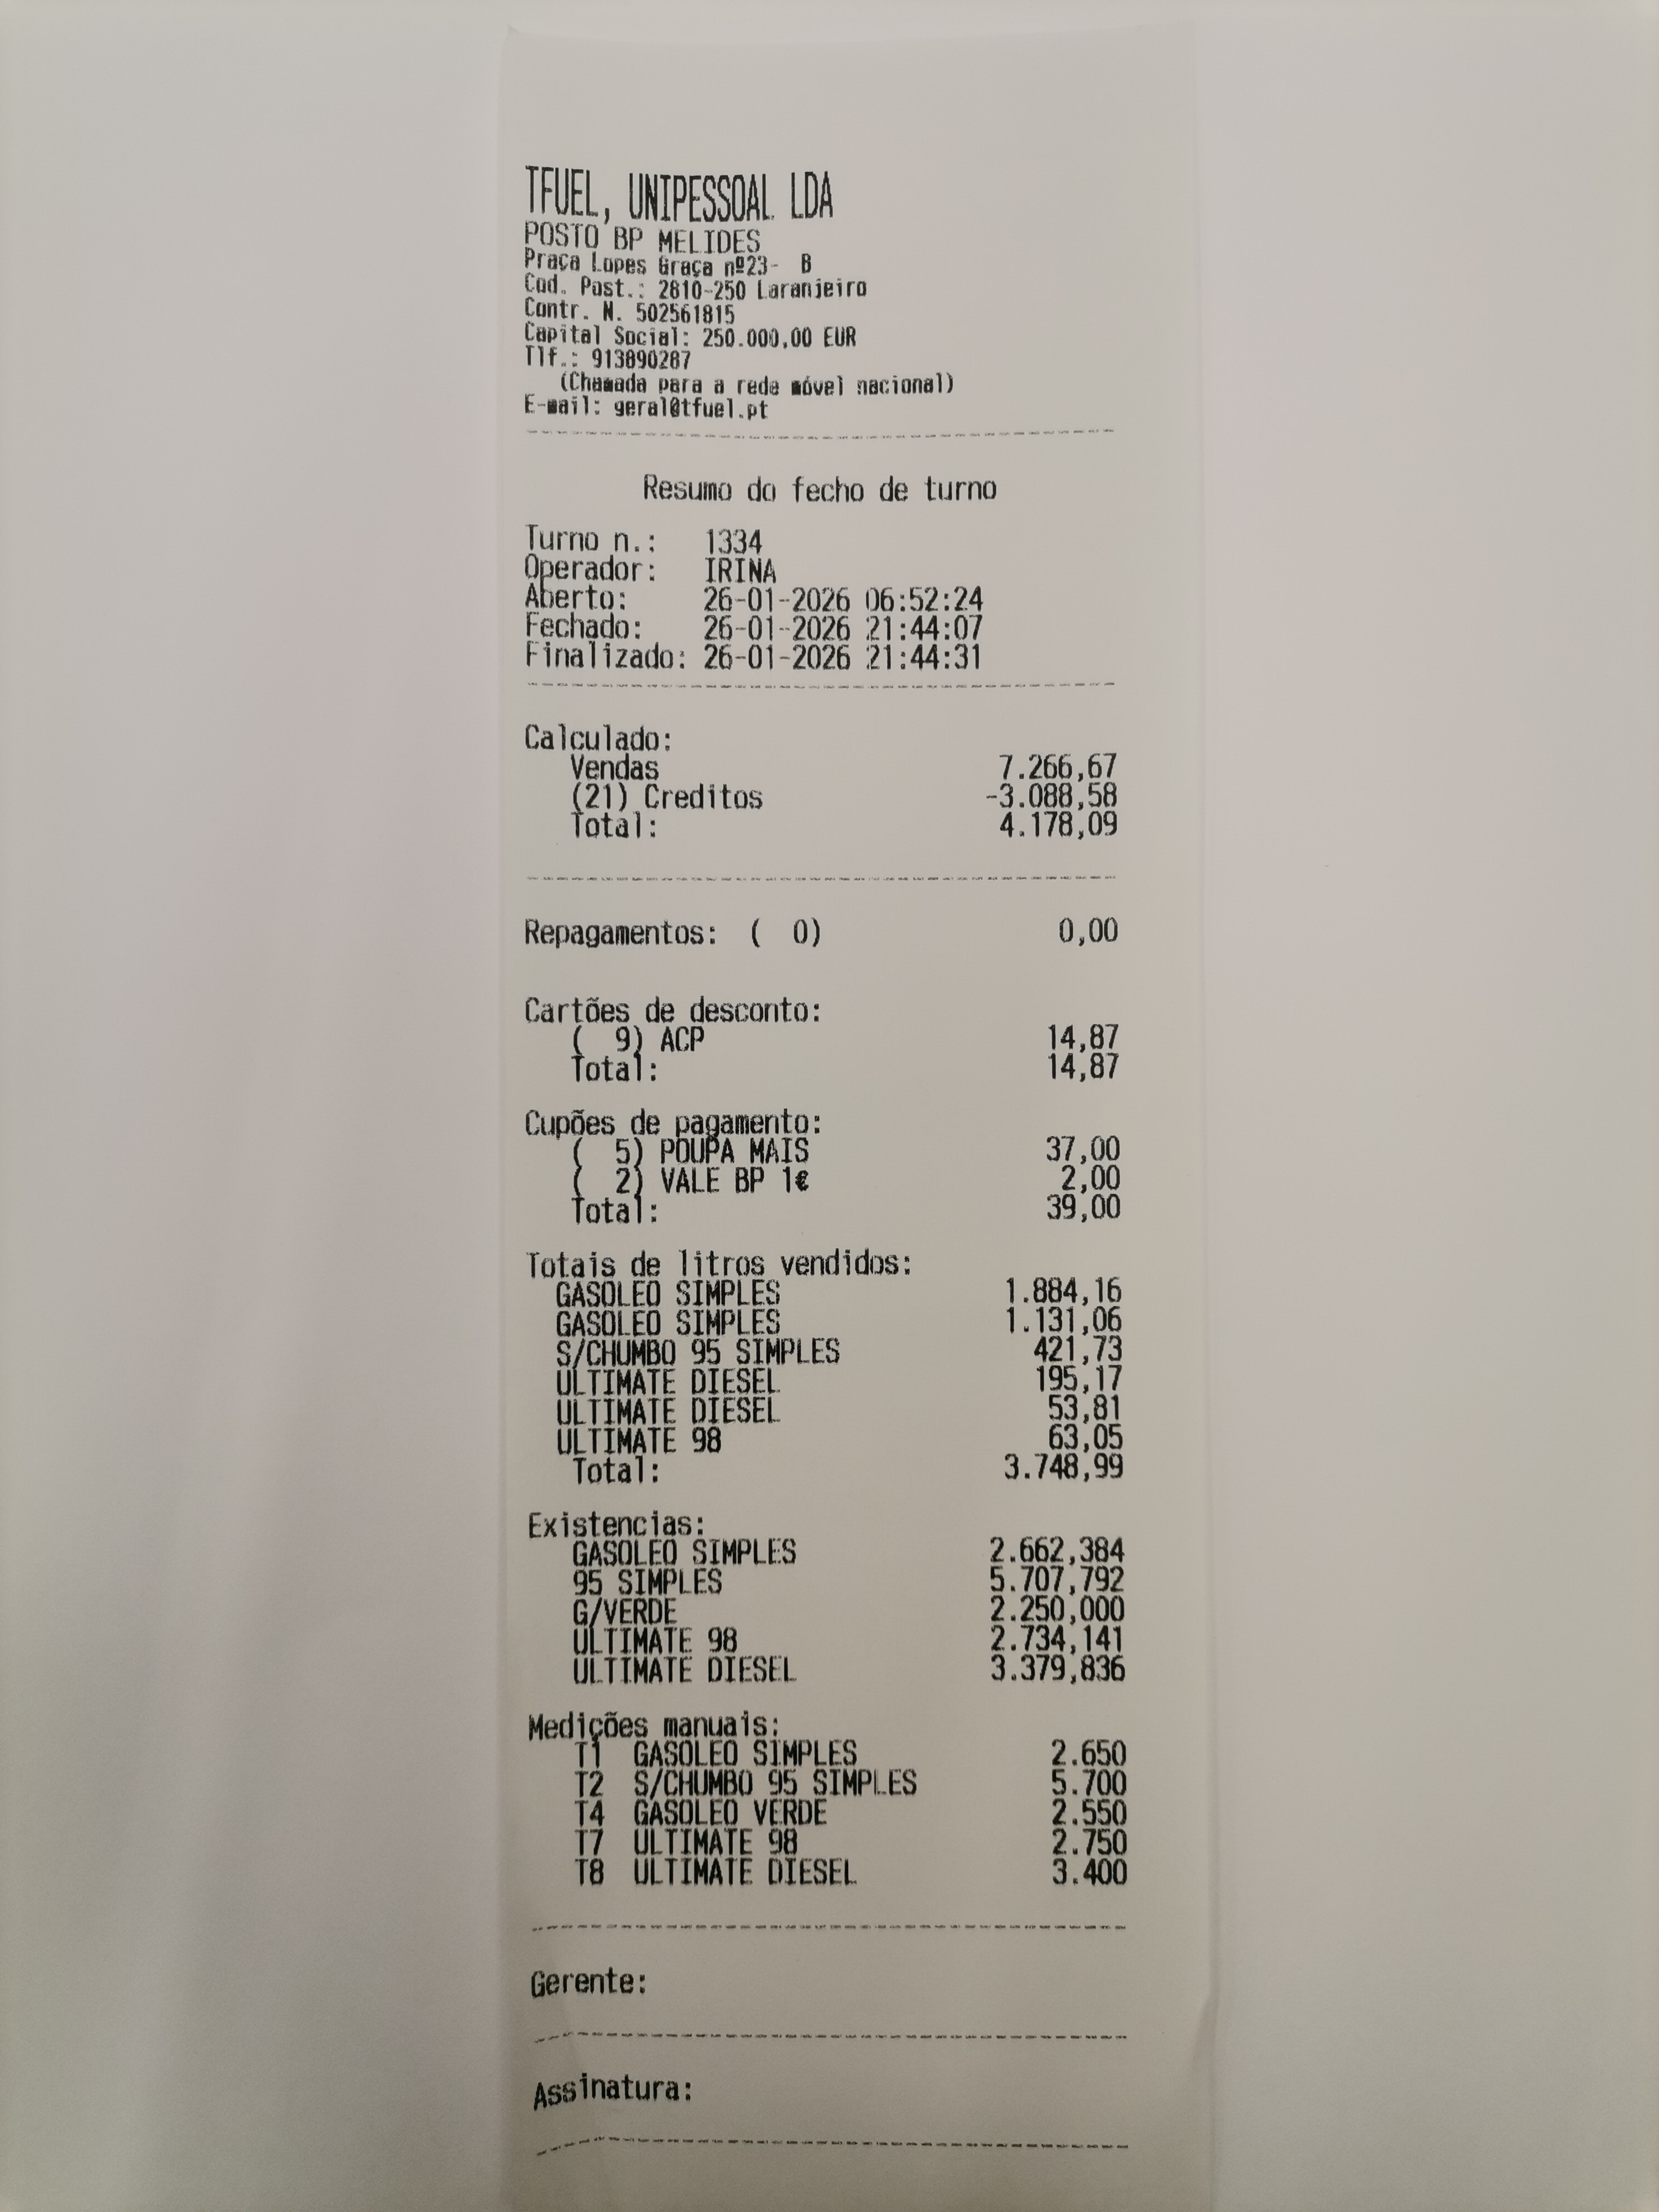 TFUEL, UNIPESSOAL LDA
POSTO BP MELIDES
Praça Lopes Graça nº23-  B
Cod. Post.: 2810-250 Laranjeiro
Contr. N. 502561815
Capital Social: 250.000,00 EUR
Tlf.: 913890287
(Chamada para a rede móvel nacional)
E-mail: geral@tfuel.pt
Resumo do fecho de turno
Turno n.: 1334
Operador: IRINA
Aberto: 26-01-2026 06:52:24
Fechado: 26-01-2026 21:44:07
Finalizado: 26-01-2026 21:44:31
Calculado:
Vendas 7.266,67
(21) Creditos -3.088,58
Total: 4.178,09
Repagamentos: ( 0) 0,00
Cartões de desconto:
( 9) ACP 14,87
Total: 14,87
Cupões de pagamento:
( 5) POUPA MAIS 37,00
( 2) VALE BP 1€ 2,00
Total: 39,00
Totais de litros vendidos:
GASOLEO SIMPLES 1.884,16
GASOLEO SIMPLES 1.131,06
S/CHUMBO 95 SIMPLES 421,73
ULTIMATE DIESEL 195,17
ULTIMATE DIESEL 53,81
ULTIMATE 98 63,05
Total: 3.748,99
Existencias:
GASOLEO SIMPLES 2.662,384
95 SIMPLES 5.707,792
G/VERDE 2.250,000
ULTIMATE 98 2.734,141
ULTIMATE DIESEL 3.379,836
Medições manuais:
T1 GASOLEO SIMPLES 2.650
T2 S/CHUMBO 95 SIMPLES 5.700
T4 GASOLEO VERDE 2.550
T7 ULTIMATE 98 2.750
T8 ULTIMATE DIESEL 3.400
Gerente:
Assinatura: